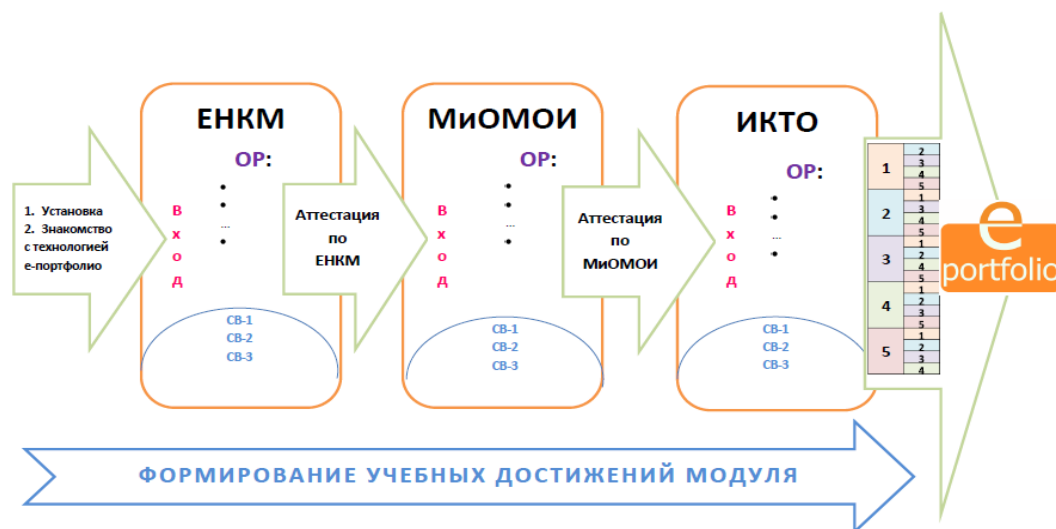 1. Установка
2. Знакомство
с технологией
e-портфолио
ЕНКМ
ОР:
...
В
х
о
д
СВ-1
СВ-2
СВ-3
Аттестация
по
ЕНКМ
МиОМОИ
ОР:
...
В
х
о
д
СВ-1
СВ-2
СВ-3
Аттестация
по
МиОМОИ
ИКТО
ОР:
...
В
х
о
д
СВ-1
СВ-2
СВ-3
1
2
3
4
5
2
1
3
4
5
3
1
2
4
5
4
1
2
3
5
5
1
2
3
4
e
portfolio
ФОРМИРОВАНИЕ УЧЕБНЫХ ДОСТИЖЕНИЙ МОДУЛЯ